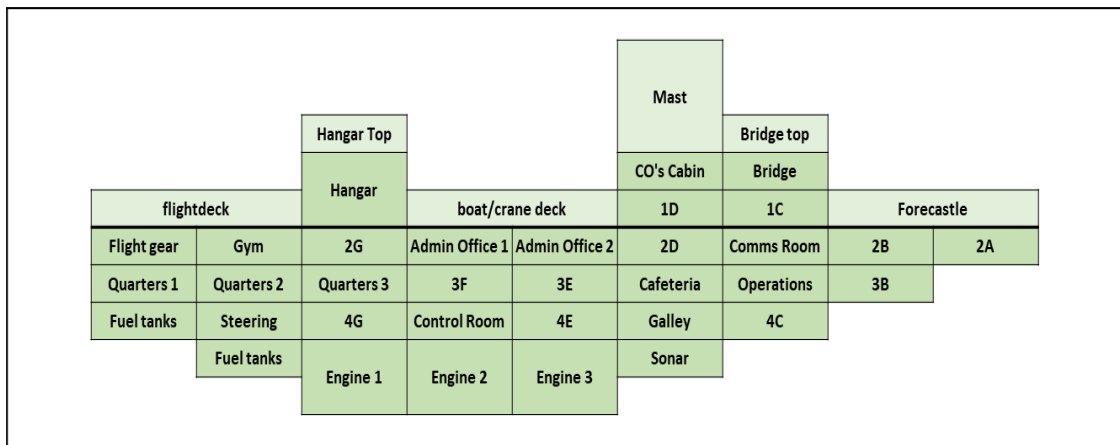 Mast
Hangar Top
Bridge top
Hangar
CO's Cabin
Bridge
flightdeck
boat/crane deck
1D
1C
Forecastle
Flight gear
Gym
2G
Admin Office 1
Admin Office 2
2D
Comms Room
2B
2A
Quarters 1
Quarters 2
Quarters 3
3F
3E
Cafeteria
Operations
3B
Fuel tanks
Steering
4G
Control Room
4E
Galley
4C
Fuel tanks
Engine 1
Engine 2
Engine 3
Sonar